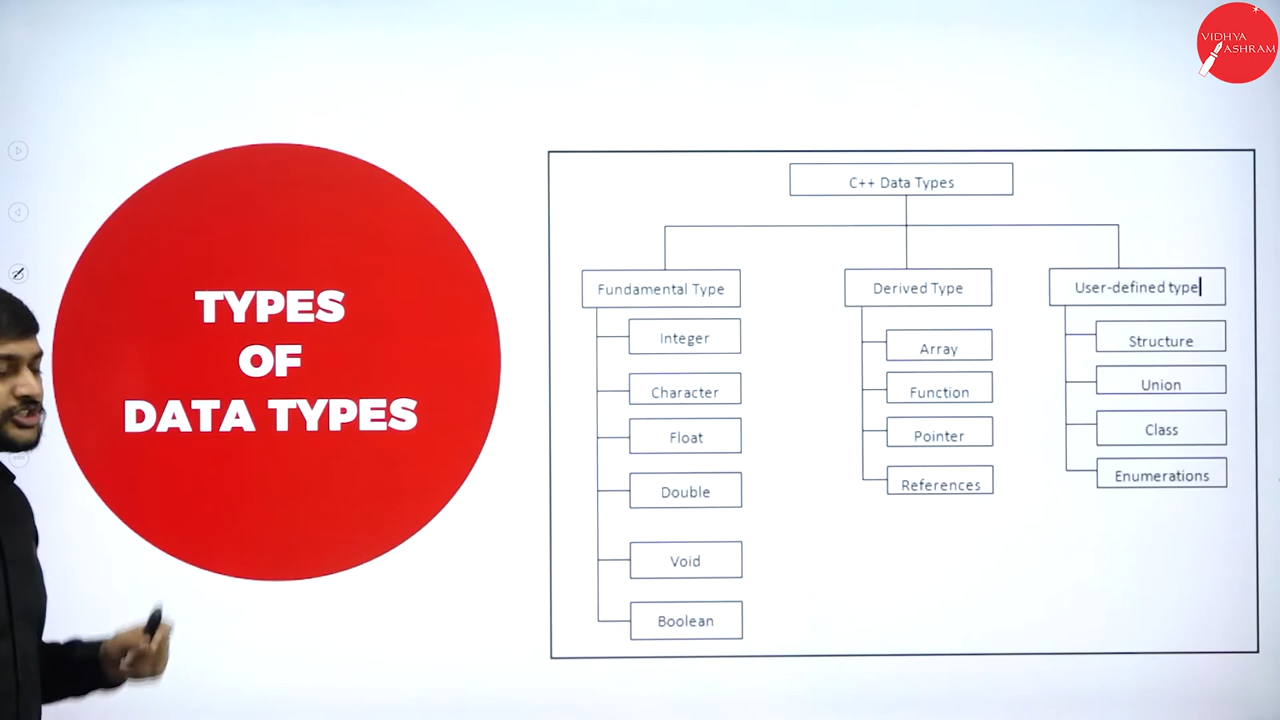 VIDHYA
ASHRAM
TYPES
OF
DATA TYPES
C++ Data Types
Fundamental Type
Integer
Character
Float
Double
Void
Boolean
Derived Type
Array
Function
Pointer
References
User-defined type
Structure
Union
Class
Enumerations